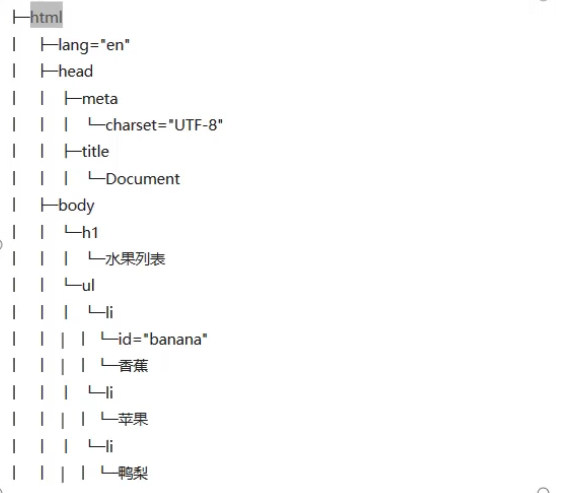 ├─html
│ ├─lang="en"
│ ├─head
│ │ ├─meta
│ │ │ └─charset="UTF-8"
│ │ ├─title
│ │ │ └─Document
│ ├─body
│ │ └─h1
│ │ │ └─水果列表
│ │ └─ul
│ │ │ └─li
│ │ │ │ └─id="banana"
│ │ │ │ └─香蕉
│ │ │ └─li
│ │ │ │ └─苹果
│ │ │ └─li
│ │ │ │ └─鸭梨